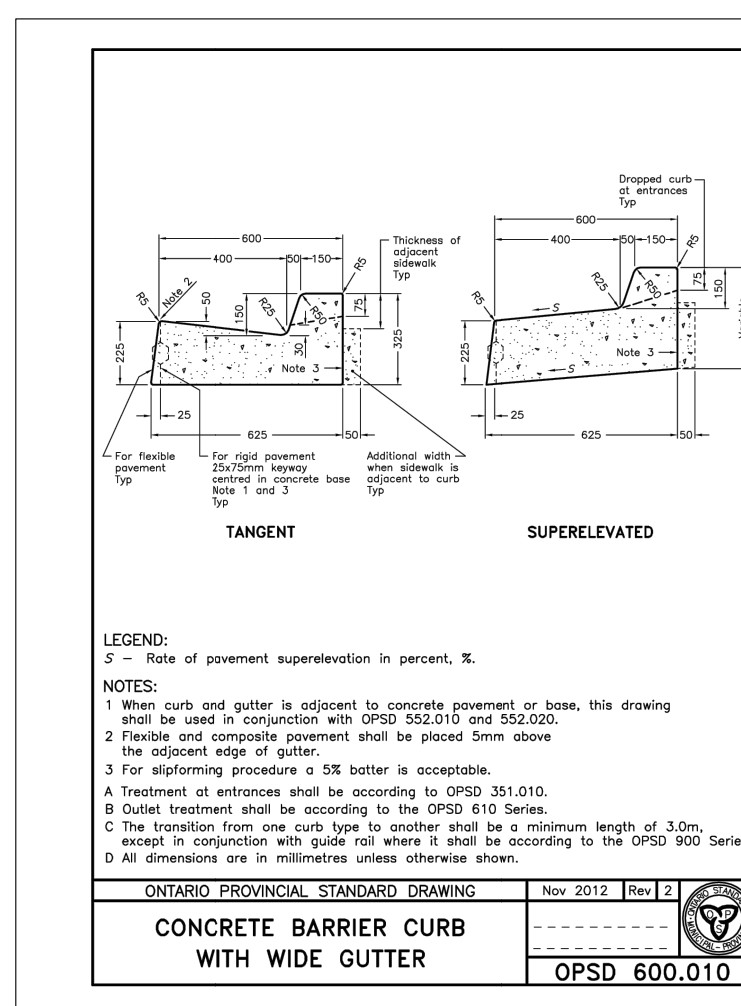 Dropped curb
at entrances
Typ
600
400
50
150
R5
Thickness of
adjacent
sidewalk
Typ
600
400
50
150
R5
R5
Note 2
50
150
R25
R50
30
75
325
225
Note 3
R5
R25
R50
75
150
S
225
Note 3
S
25
625
50
25
625
50
For flexible
pavement
Typ
For rigid pavement
25x75mm keyway
centred in concrete base
Note 1 and 3
Typ
Additional width
when sidewalk is
adjacent to curb
Typ
TANGENT
SUPERELEVATED
LEGEND:
S – Rate of pavement superelevation in percent, %.
NOTES:
1 When curb and gutter is adjacent to concrete pavement or base, this drawing
shall be used in conjunction with OPSD 552.010 and 552.020.
2 Flexible and composite pavement shall be placed 5mm above
the adjacent edge of gutter.
3 For slipforming procedure a 5% batter is acceptable.
A Treatment at entrances shall be according to OPSD 351.010.
B Outlet treatment shall be according to the OPSD 610 Series.
C The transition from one curb type to another shall be a minimum length of 3.0m,
except in conjunction with guide rail where it shall be according to the OPSD 900 Serie
D All dimensions are in millimetres unless otherwise shown.
ONTARIO PROVINCIAL STANDARD DRAWING
Nov 2012 Rev 2
CONCRETE BARRIER CURB
WITH WIDE GUTTER
OPS
OPSD 600.010